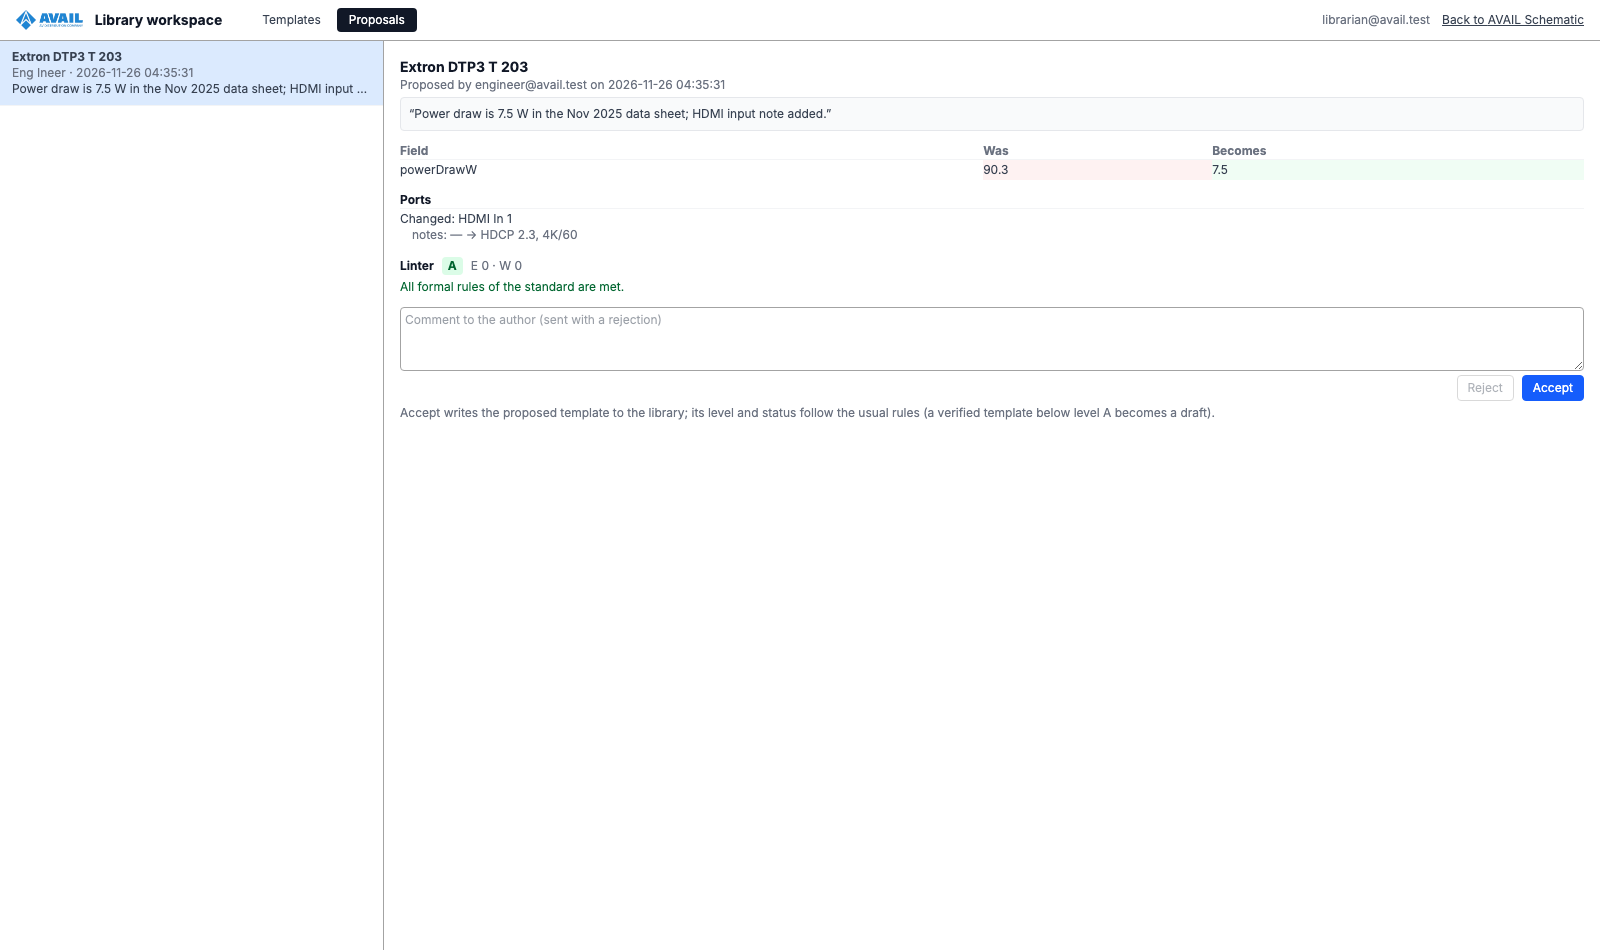 AVAIL Library workspace Templates Proposals librarian@avail.test Back to AVAIL Schematic
Extron DTP3 T 203
Eng Ineer · 2026-11-26 04:35:31
Power draw is 7.5 W in the Nov 2025 data sheet; HDMI input ...
Extron DTP3 T 203
Proposed by engineer@avail.test on 2026-11-26 04:35:31
“Power draw is 7.5 W in the Nov 2025 data sheet; HDMI input note added.”
Field Was Becomes
powerDrawW 90.3 7.5
Ports
Changed: HDMI In 1
notes: — → HDCP 2.3, 4K/60
Linter A E 0 · W 0
All formal rules of the standard are met.
Comment to the author (sent with a rejection)
Reject Accept
Accept writes the proposed template to the library; its level and status follow the usual rules (a verified template below level A becomes a draft).